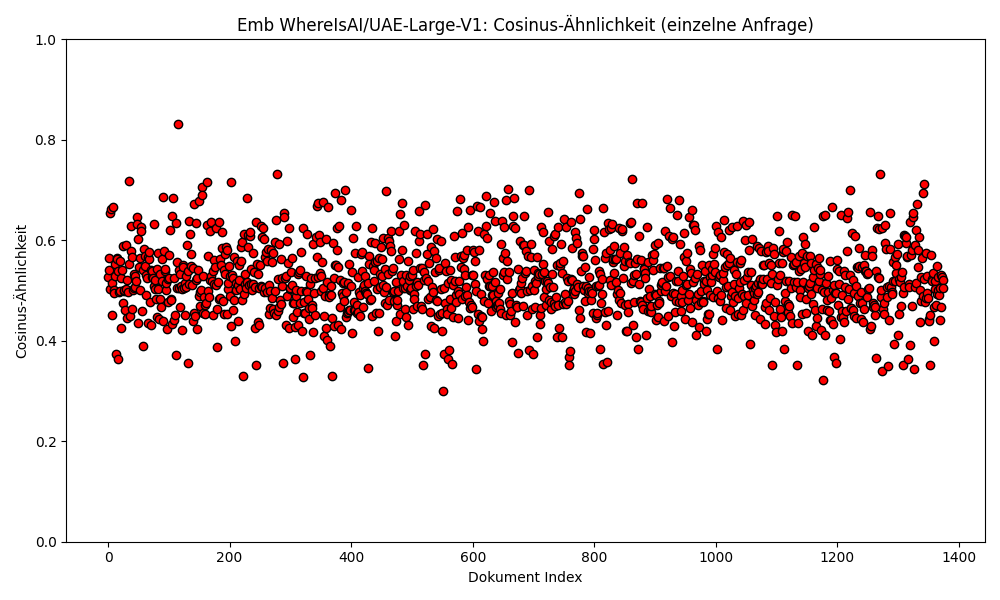 Emb WhereIsAI/UAE-Large-V1: Cosinus-Ähnlichkeit (einzelne Anfrage)
1.0
0.8
0.6
0.4
0.2
0.0
Cosinus-Ähnlichkeit
0 200 400 600 800 1000 1200 1400
Dokument Index